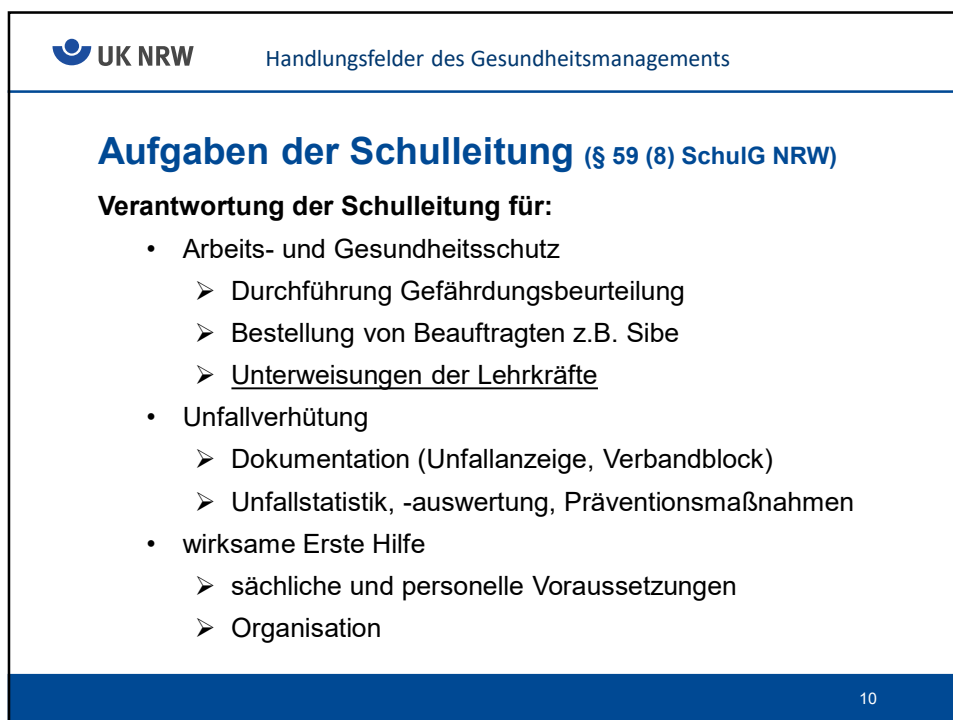 UK NRW
Handlungsfelder des Gesundheitsmanagements
Aufgaben der Schulleitung (§ 59 (8) SchulG NRW)
Verantwortung der Schulleitung für:
• Arbeits- und Gesundheitsschutz
➢ Durchführung Gefährdungsbeurteilung
➢ Bestellung von Beauftragten z.B. Sibe
➢ Unterweisungen der Lehrkräfte
• Unfallverhütung
➢ Dokumentation (Unfallanzeige, Verbandblock)
➢ Unfallstatistik, -auswertung, Präventionsmaßnahmen
• wirksame Erste Hilfe
➢ sächliche und personelle Voraussetzungen
➢ Organisation
10